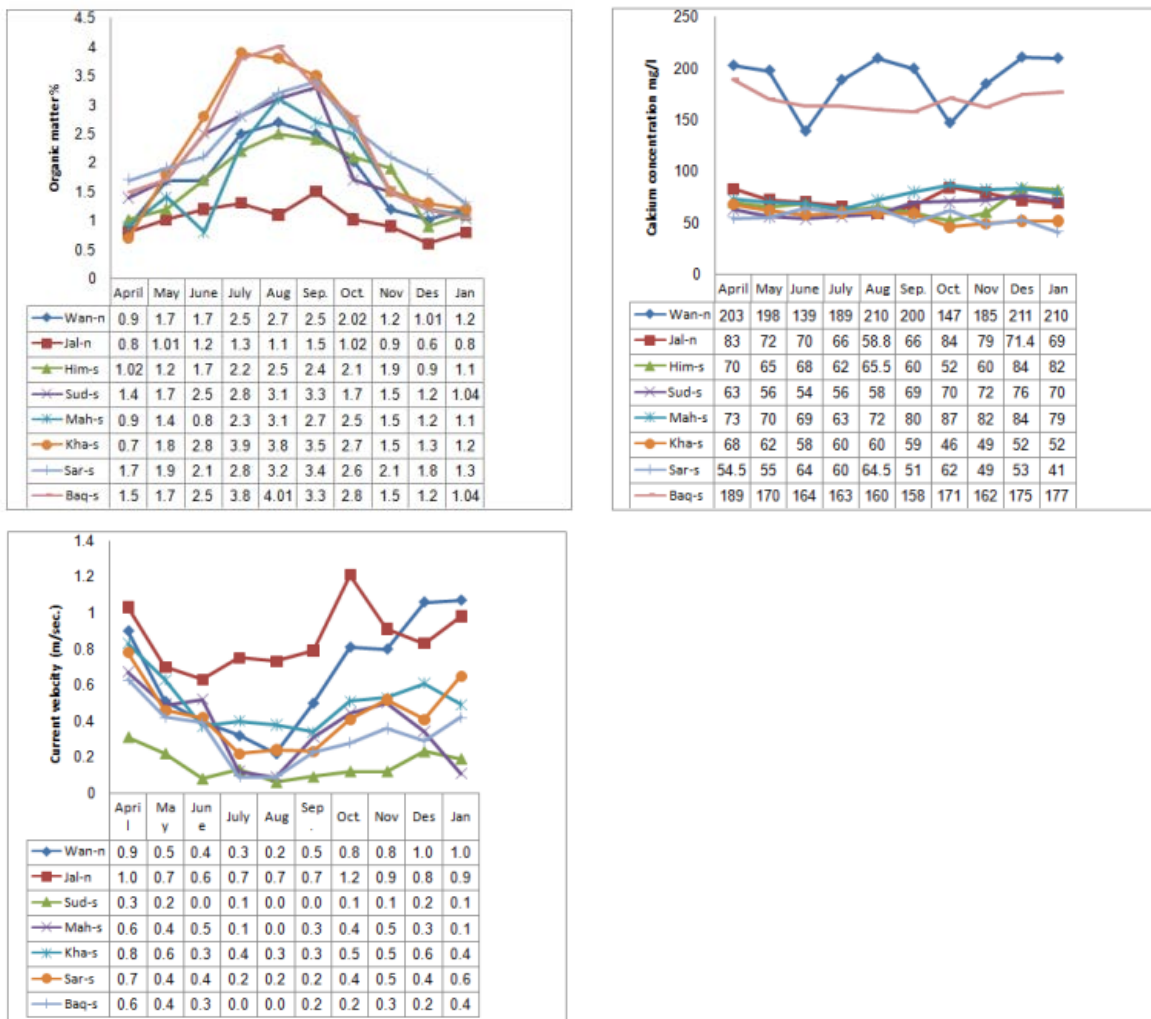 4.5
4
3.5
3
2.5
2
1.5
1
0.5
0
Organic matter%
April May June July Aug Sep. Oct. Nov Des Jan
Wan-n 0.9 1.7 1.7 2.5 2.7 2.5 2.02 1.2 1.01 1.2
Jal-n 0.8 1.01 1.2 1.3 1.1 1.5 1.02 0.9 0.6 0.8
Him-s 1.02 1.2 1.7 2.2 2.5 2.4 2.1 1.9 0.9 1.1
Sud-s 1.4 1.7 2.5 2.8 3.1 3.3 1.7 1.5 1.2 1.04
Mah-s 0.9 1.4 0.8 2.3 3.1 2.7 2.5 1.5 1.2 1.1
Kha-s 0.7 1.8 2.8 3.9 3.8 3.5 2.7 1.5 1.3 1.2
Sar-s 1.7 1.9 2.1 2.8 3.2 3.4 2.6 2.1 1.8 1.3
Baq-s 1.5 1.7 2.5 3.8 4.01 3.3 2.8 1.5 1.2 1.04
250
200
150
100
50
0
Calcium concentration mg/l
April May June July Aug Sep. Oct. Nov Des Jan
Wan-n 203 198 139 189 210 200 147 185 211 210
Jal-n 83 72 70 66 58.8 66 84 79 71.4 69
Him-s 70 65 68 62 65.5 60 52 60 84 82
Sud-s 63 56 54 56 58 69 70 72 76 70
Mah-s 73 70 69 63 72 80 87 82 84 79
Kha-s 68 62 58 60 60 59 46 49 52 52
Sar-s 54.5 55 64 60 64.5 51 62 49 53 41
Baq-s 189 170 164 163 160 158 171 162 175 177
1.4
1.2
1
0.8
0.6
0.4
0.2
0
Current velocity (m/sec.)
Apri Ma Jun July Aug Sep Oct. Nov Des Jan
l y e .
Wan-n 0.9 0.5 0.4 0.3 0.2 0.5 0.8 0.8 1.0 1.0
Jal-n 1.0 0.7 0.6 0.7 0.7 0.7 1.2 0.9 0.8 0.9
Sud-s 0.3 0.2 0.0 0.1 0.0 0.0 0.1 0.1 0.2 0.1
Mah-s 0.6 0.4 0.5 0.1 0.0 0.3 0.4 0.5 0.3 0.1
Kha-s 0.8 0.6 0.3 0.4 0.3 0.3 0.5 0.5 0.6 0.4
Sar-s 0.7 0.4 0.4 0.2 0.2 0.2 0.4 0.5 0.4 0.6
Baq-s 0.6 0.4 0.3 0.0 0.0 0.2 0.2 0.3 0.2 0.4